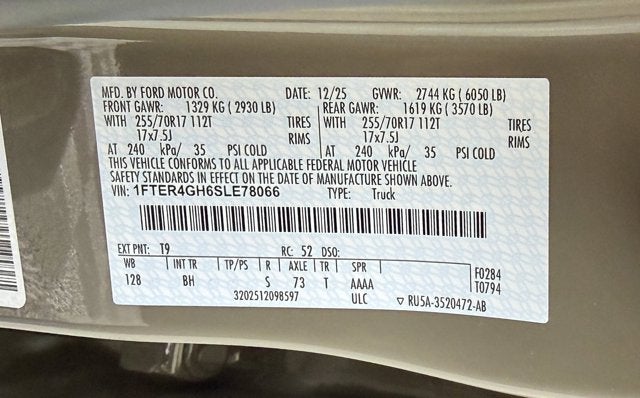 MFD. BY FORD MOTOR CO. DATE: 12/25 GVWR: 2744 KG ( 6050 LB)
FRONT GAWR: 1329 KG ( 2930 LB) REAR GAWR: 1619 KG ( 3570 LB)
WITH 255/70R17 112T TIRES WITH 255/70R17 112T TIRES
17x7.5J RIMS 17x7.5J RIMS
AT 240 kPa/ 35 PSI COLD AT 240 kPa/ 35 PSI COLD
THIS VEHICLE CONFORMS TO ALL APPLICABLE FEDERAL MOTOR VEHICLE
SAFETY STANDARDS IN EFFECT ON THE DATE OF MANUFACTURE SHOWN ABOVE.
VIN: 1FTER4GH6SLE78066 TYPE: Truck
EXT PNT: T9 RC: 52 DSO:
WB INT TR TP/PS R AXLE TR SPR F0284
128 BH S 73 T AAAA T0794
3202512098597 ULC ▽ RU5A-3520472-AB